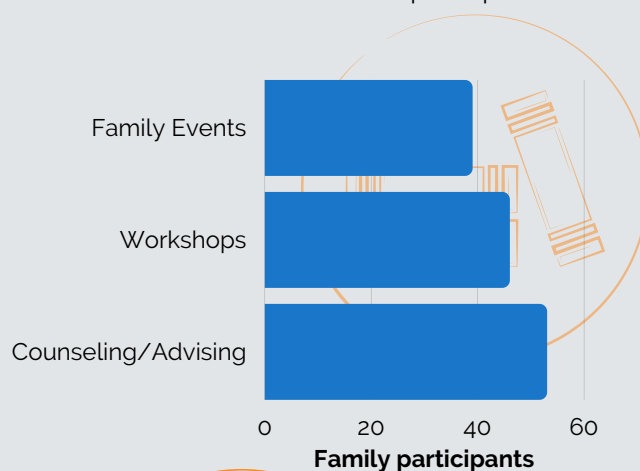 Family Events
Workshops
Counseling/Advising
0 20 40 60
Family participants